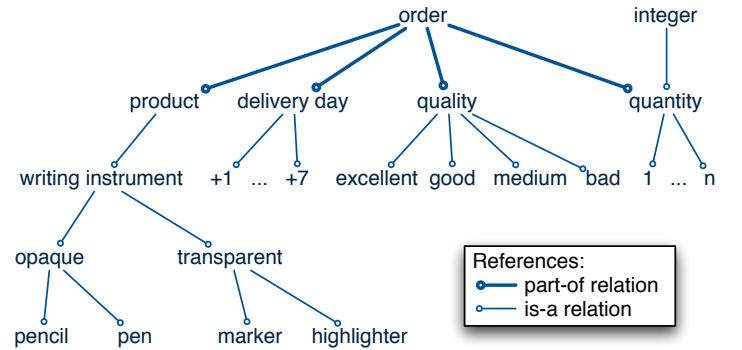 order integer
product delivery day quality quantity
writing instrument +1 ... +7 excellent good medium bad 1 ... n
opaque transparent
References:
part-of relation
is-a relation
pencil pen marker highlighter